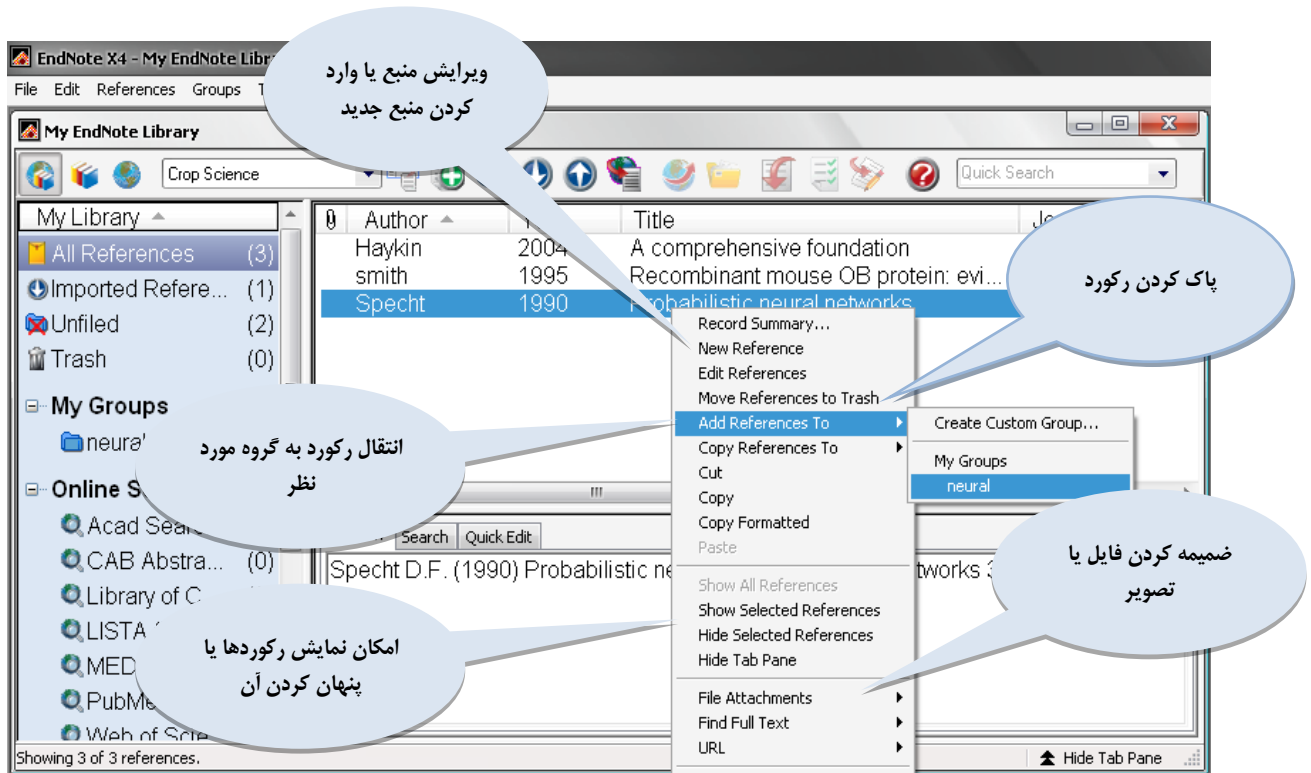 EndNote X4 - My EndNote Libr
ویرایش منبع یا وارد
کردن منبع جدید
File Edit References Groups T
My EndNote Library
Crop Science
Quick Search
My Library
Author
Title
All References (3)
Haykin 2004 A comprehensive foundation
Imported Refere... (1)
smith 1995 Recombinant mouse OB protein: evi...
Specht 1990 Probabilistic neural networks
Unfiled (2)
Trash (0)
پاک کردن رکورد
Record Summary...
New Reference
Edit References
Move References to Trash
Add References To
Copy References To
Cut
Copy
Copy Formatted
Paste
Show All References
Show Selected References
Hide Selected References
Hide Tab Pane
File Attachments
Find Full Text
URL
Create Custom Group...
My Groups
neural
My Groups
neura
انتقال رکورد به گروه مورد
نظر
Online S
Acad Sear
CAB Abstra... (0)
Library of C
LISTA
MED
PubMe
Web of Scie
Search Quick Edit
Specht D.F. (1990) Probabilistic ne tworks 3
ضمیمه کردن فایل یا
تصویر
امکان نمایش رکوردها یا
پنهان کردن آن
Showing 3 of 3 references.
Hide Tab Pane